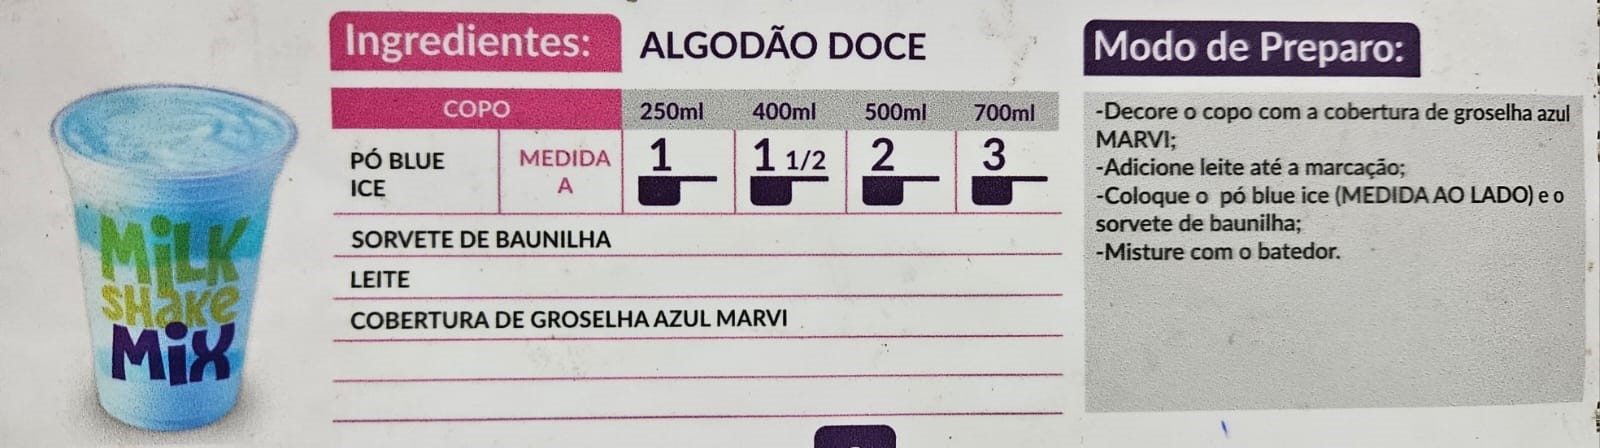 Ingredientes: ALGODÃO DOCE
COPO 250ml 400ml 500ml 700ml
PÓ BLUE ICE MEDIDA A 1 1 1/2 2 3
SORVETE DE BAUNILHA
LEITE
COBERTURA DE GROSELHA AZUL MARVI
Modo de Preparo:
-Decore o copo com a cobertura de groselha azul
MARVI;
-Adicione leite até a marcação;
-Coloque o pó blue ice (MEDIDA AO LADO) e o
sorvete de baunilha;
-Misture com o batedor.
MiLK
SHake
MiX